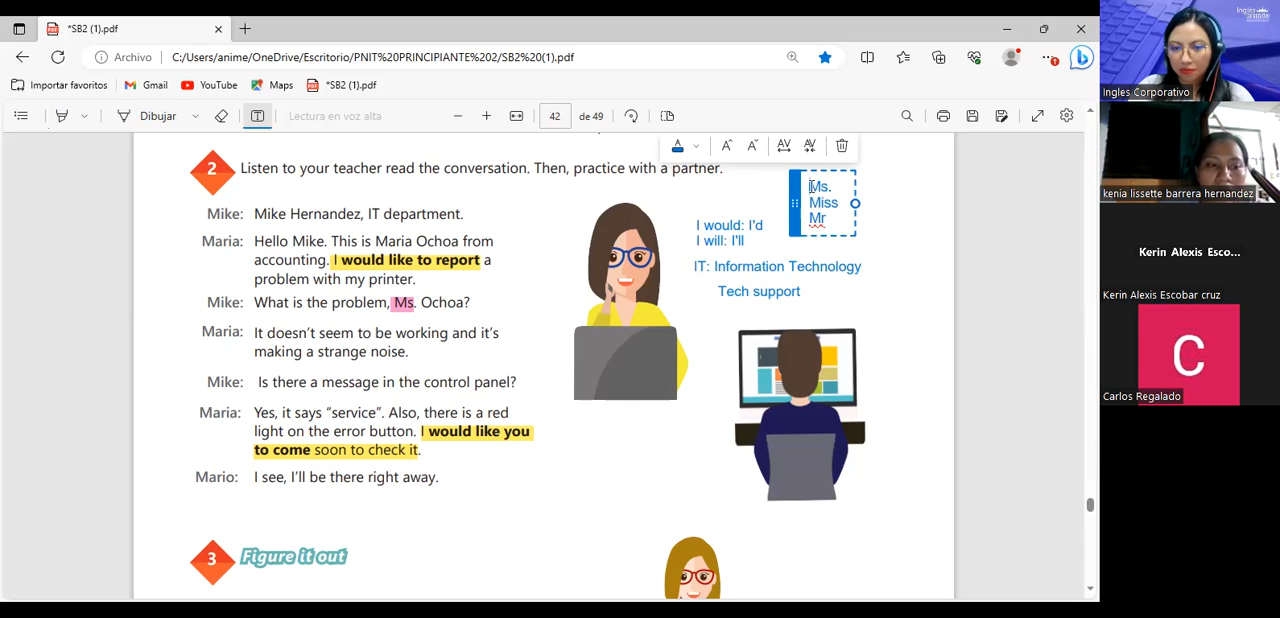 *SB2 (1).pdf
Archivo
C:/Users/anime/OneDrive/Escritorio/PNIT%20PRINCIPIANTE%202/SB2%20(1).pdf
Importar favoritos
Gmail
YouTube
Maps
*SB2 (1).pdf
Dibujar
Lectura en voz alta
42
de 49
2
Listen to your teacher read the conversation. Then, practice with a partner.
Mike: Mike Hernandez, IT department.
Maria: Hello Mike. This is Maria Ochoa from
accounting. I would like to report a
problem with my printer.
Mike: What is the problem, Ms. Ochoa?
Maria: It doesn't seem to be working and it's
making a strange noise.
Mike: Is there a message in the control panel?
Maria: Yes, it says “service”. Also, there is a red
light on the error button. I would like you
to come soon to check it.
Mario: I see, I'll be there right away.
Ms.
Miss
Mr
I would: I'd
I will: I'll
IT: Information Technology
Tech support
3
Figure it out
Ingles Corporativo
kenia lissette barrera hernandez
Kerin Alexis Esco...
Kerin Alexis Escobar cruz
C
Carlos Regalado